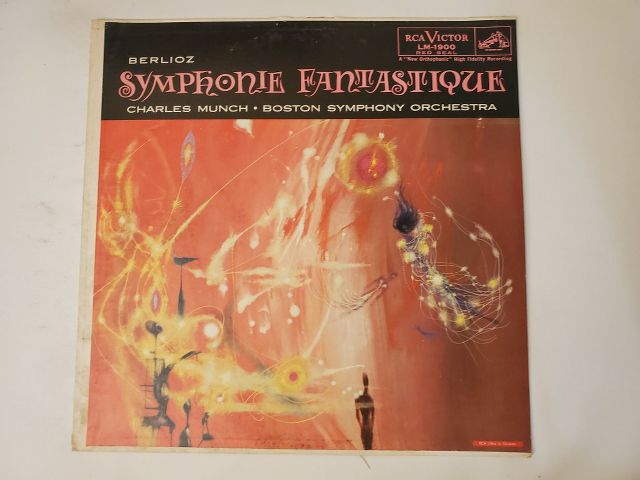 RCA VICTOR
LM-1900
RED SEAL
A "New Orthophonic" High Fidelity Recording
BERLIOZ
SYMPHONIE FANTASTIQUE
CHARLES MUNCH • BOSTON SYMPHONY ORCHESTRA